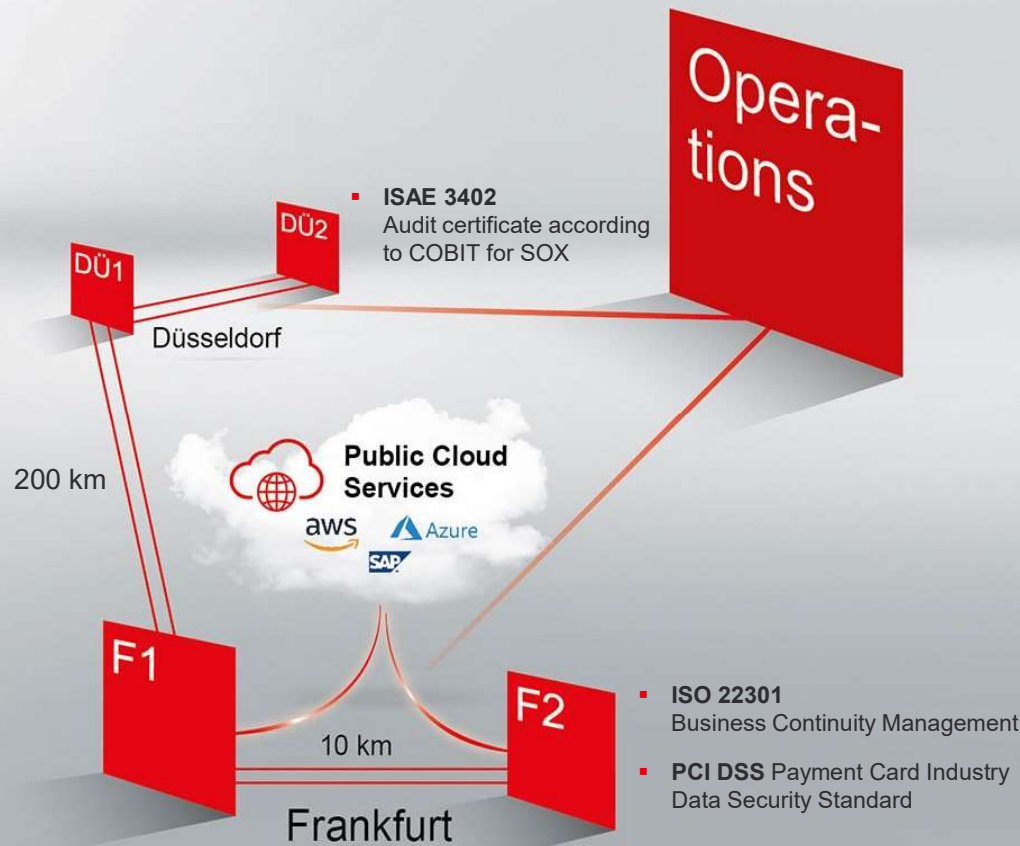 Opera-
tions
▪ ISAE 3402
Audit certificate according
to COBIT for SOX
DÜ2
DÜ1
Düsseldorf
200 km
Public Cloud
Services
aws
Azure
SAP
F1
F2
10 km
Frankfurt
▪ ISO 22301
Business Continuity Management
▪ PCI DSS Payment Card Industry
Data Security Standard